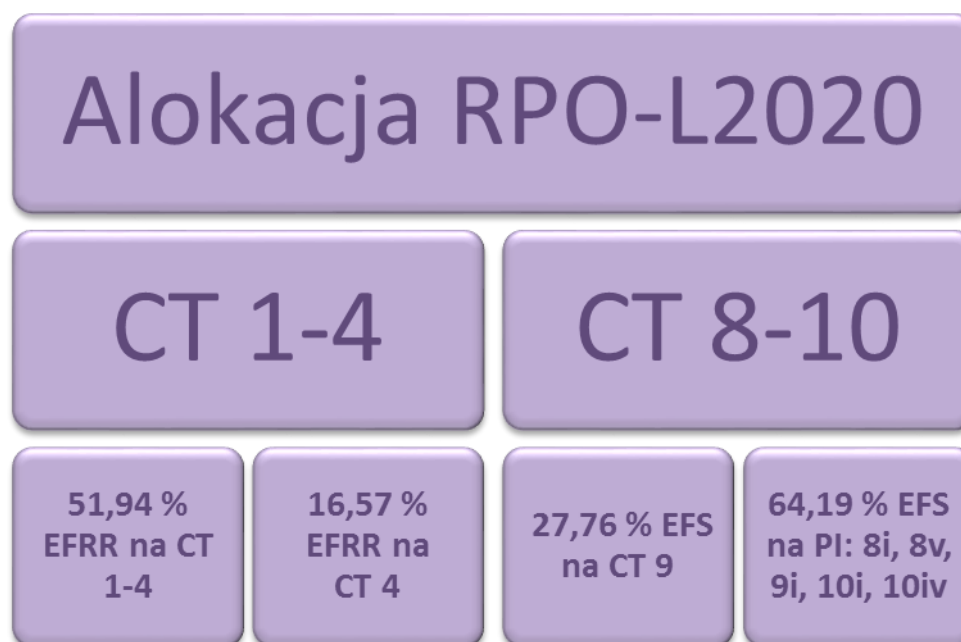 Alokacja RPO-L2020
CT 1-4
CT 8-10
51,94 %
EFRR na CT
1-4
16,57 %
EFRR na
CT 4
27,76 % EFS
na CT 9
64,19 % EFS
na PI: 8i, 8v,
9i, 10i, 10iv